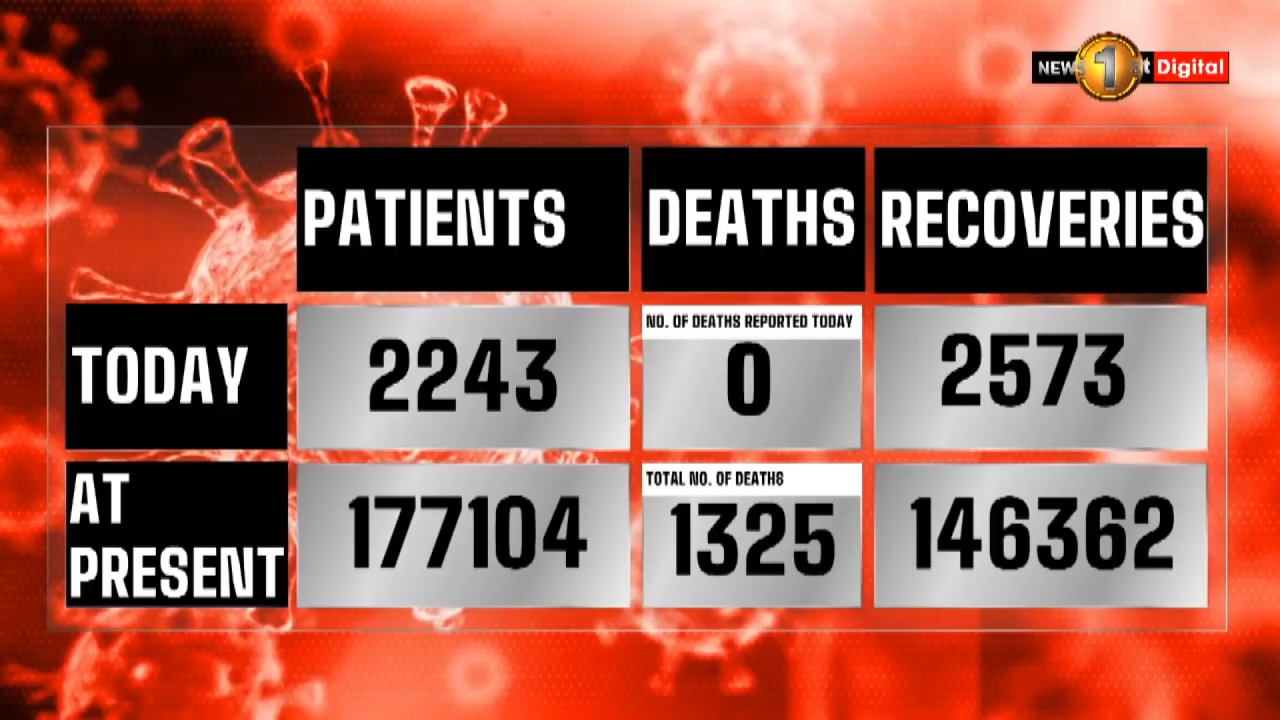 NEWS 1st Digital
PATIENTS DEATHS RECOVERIES
TODAY 2243 NO. OF DEATHS REPORTED TODAY 0 2573
AT PRESENT 177104 TOTAL NO. OF DEATHS 1325 146362